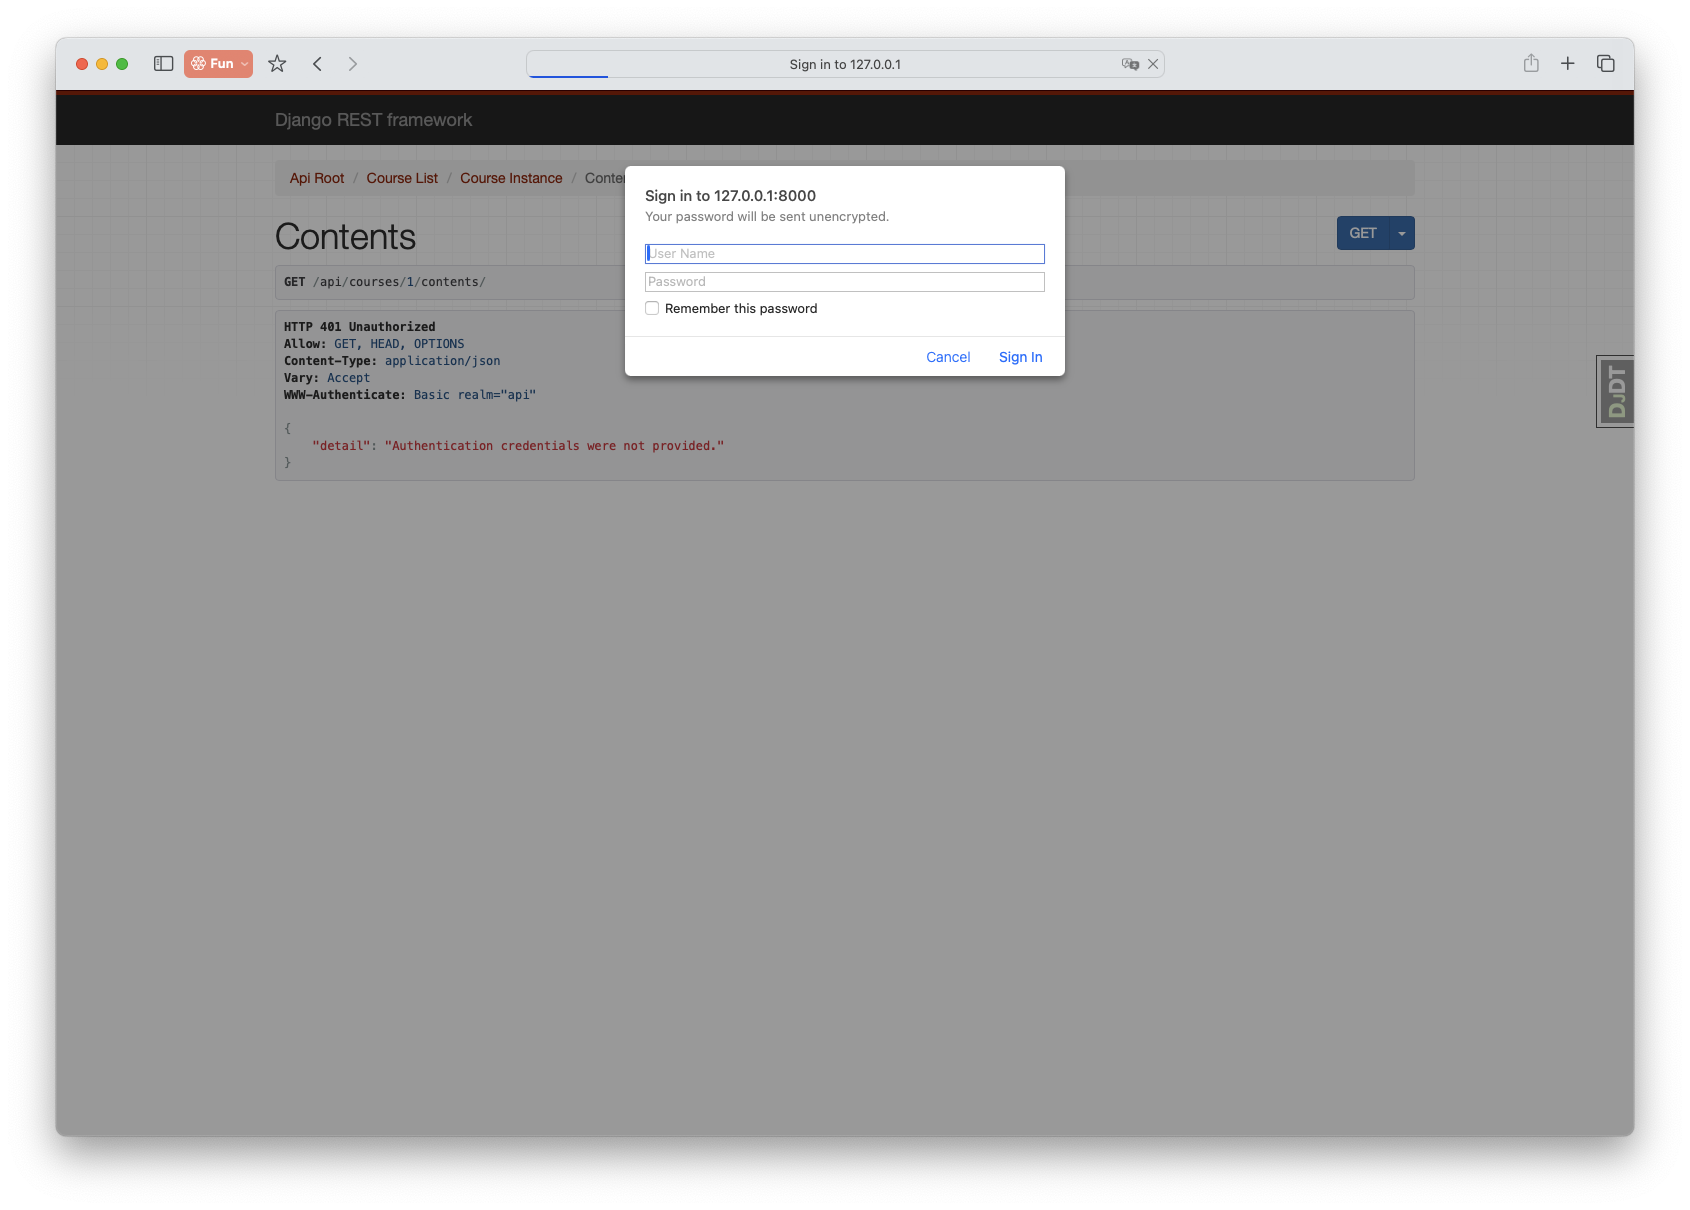 Fun
Sign in to 127.0.0.1
Django REST framework
Api Root / Course List / Course Instance /
Sign in to 127.0.0.1:8000
Your password will be sent unencrypted.
User Name
Password
Remember this password
Cancel Sign In
Contents
GET
GET /api/courses/1/contents/
HTTP 401 Unauthorized
Allow: GET, HEAD, OPTIONS
Content-Type: application/json
Vary: Accept
WWW-Authenticate: Basic realm="api"
{
"detail": "Authentication credentials were not provided."
}
DJDT